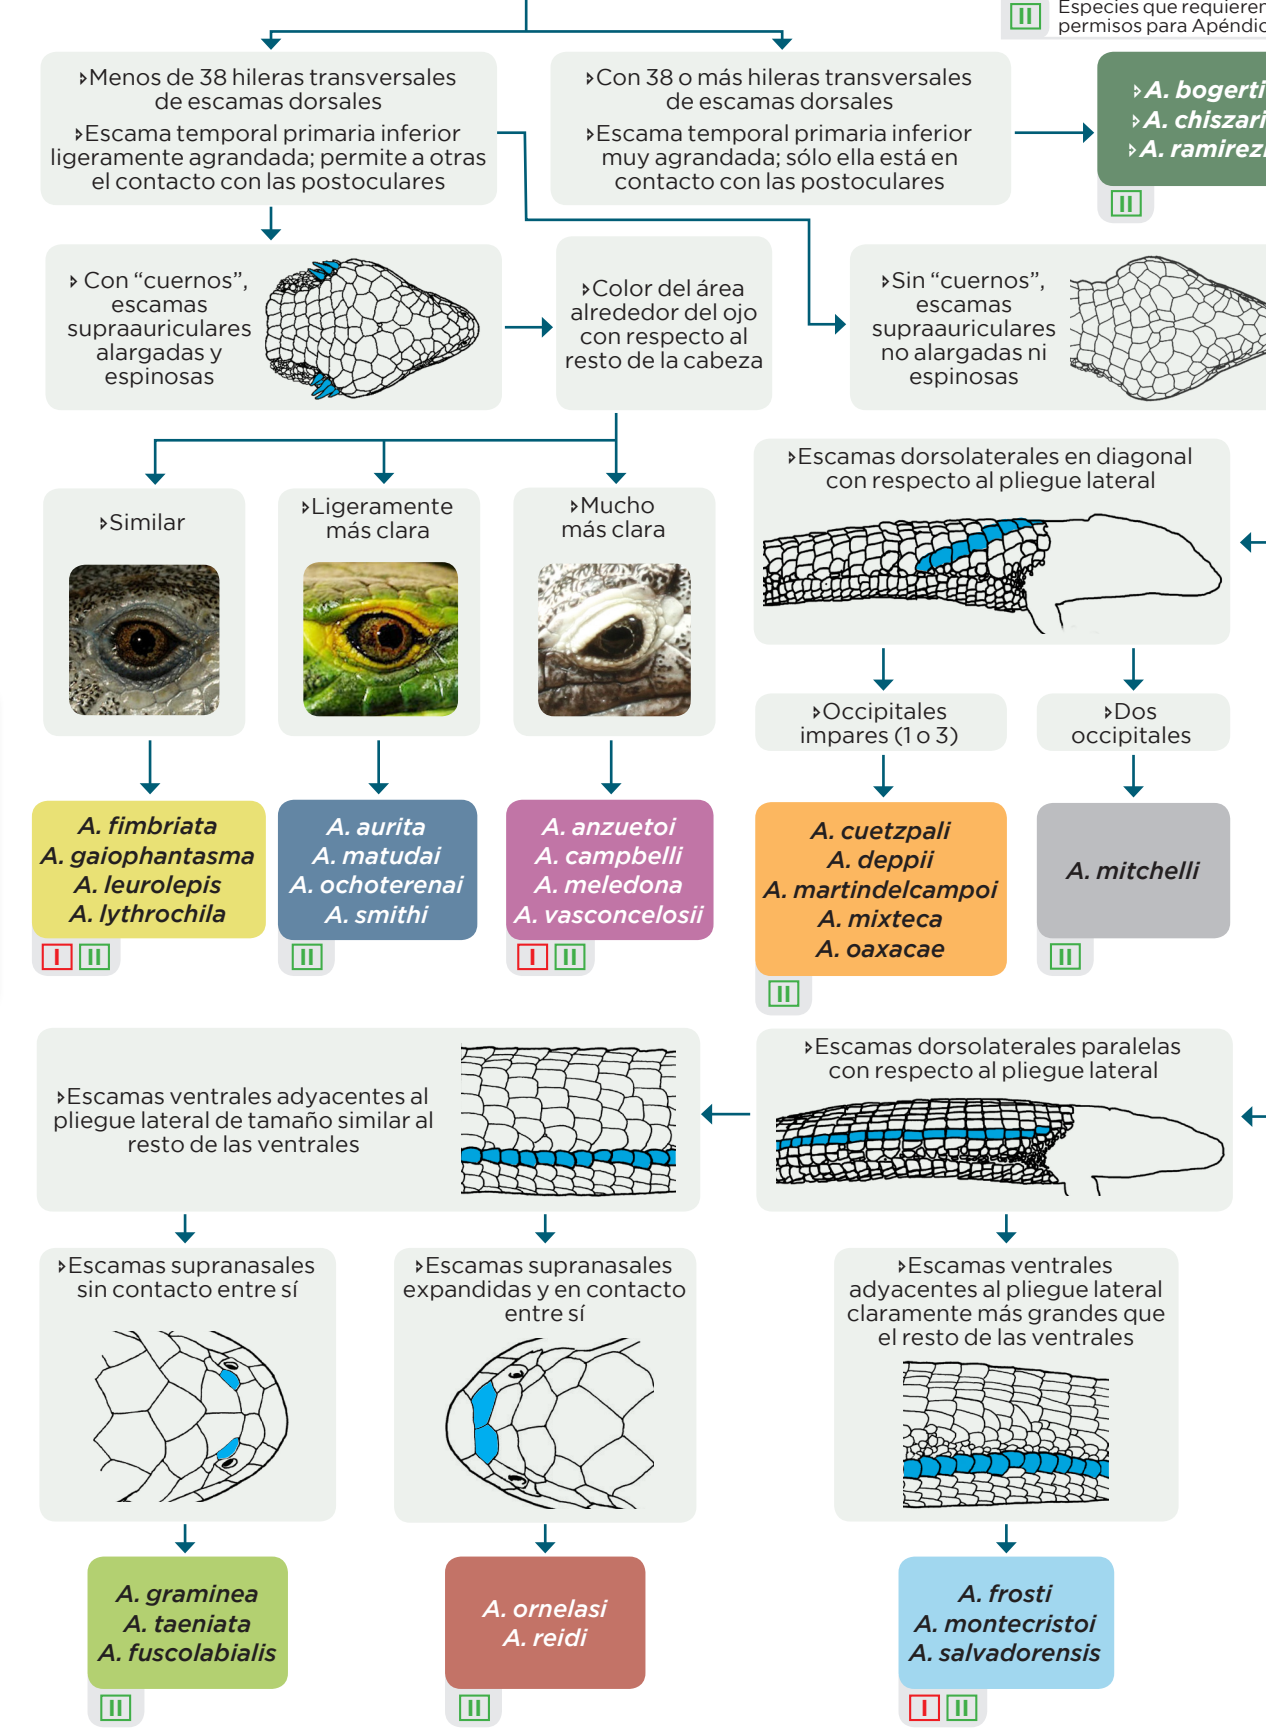 II
Especies que requieren
permisos para Apéndic
▹Menos de 38 hileras transversales
de escamas dorsales
▹Escama temporal primaria inferior
ligeramente agrandada; permite a otras
el contacto con las postoculares
▹Con 38 o más hileras transversales
de escamas dorsales
▹Escama temporal primaria inferior
muy agrandada; sólo ella está en
contacto con las postoculares
▹A. bogerti
▹A. chiszari
▹A. ramirezi
II
▹Con “cuernos”,
escamas
supraauriculares
alargadas y
espinosas
▹Color del área
alrededor del ojo
con respecto al
resto de la cabeza
▹Sin “cuernos”,
escamas
supraauriculares
no alargadas ni
espinosas
▹Similar
▹Ligeramente
más clara
▹Mucho
más clara
▹Escamas dorsolaterales en diagonal
con respecto al pliegue lateral
▹Occipitales
impares (1 o 3)
▹Dos
occipitales
A. fimbriata
A. gaiophantasma
A. leurolepis
A. lythrochila
I II
A. aurita
A. matudai
A. ochoterenai
A. smithi
II
A. anzuetoi
A. campbelli
A. meledona
A. vasconcelosii
I II
A. cuetzpali
A. deppii
A. martindelcampoi
A. mixteca
A. oaxacae
II
A. mitchelli
II
▹Escamas ventrales adyacentes al
pliegue lateral de tamaño similar al
resto de las ventrales
▹Escamas dorsolaterales paralelas
con respecto al pliegue lateral
▹Escamas supranasales
sin contacto entre sí
▹Escamas supranasales
expandidas y en contacto
entre sí
▹Escamas ventrales
adyacentes al pliegue lateral
claramente más grandes que
el resto de las ventrales
A. graminea
A. taeniata
A. fuscolabialis
II
A. ornelasi
A. reidi
II
A. frosti
A. montecristoi
A. salvadorensis
I II